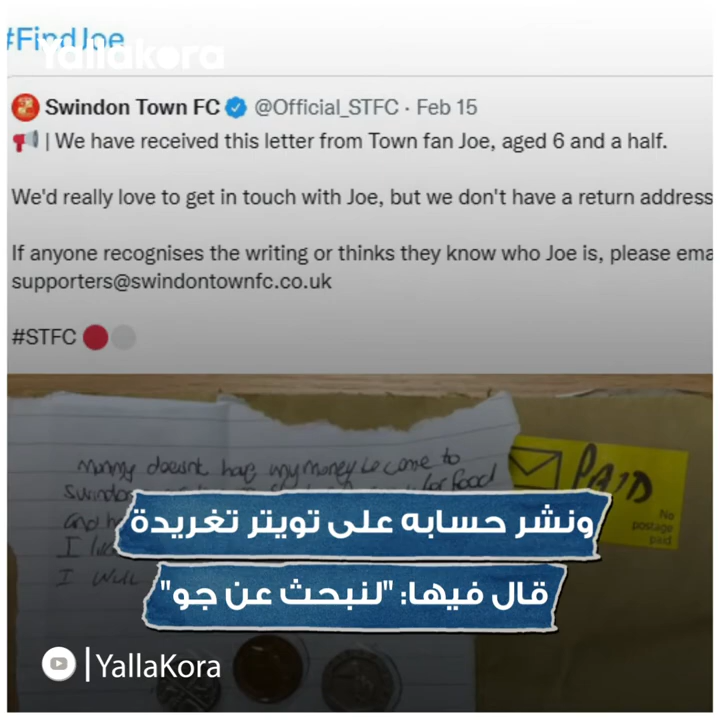 #FindJoe
Yallakora
Swindon Town FC @Official_STFC · Feb 15
| We have received this letter from Town fan Joe, aged 6 and a half.
We'd really love to get in touch with Joe, but we don't have a return address
If anyone recognises the writing or thinks they know who Joe is, please ema
supporters@swindontownfc.co.uk
#STFC
Mummy doesnt have money
come to
Swindon
for food
PAID
No
postage
paid
I
I will
ونشر حسابه على تويتر تغريدة
قال فيها: "لنبحث عن جو"
| YallaKora